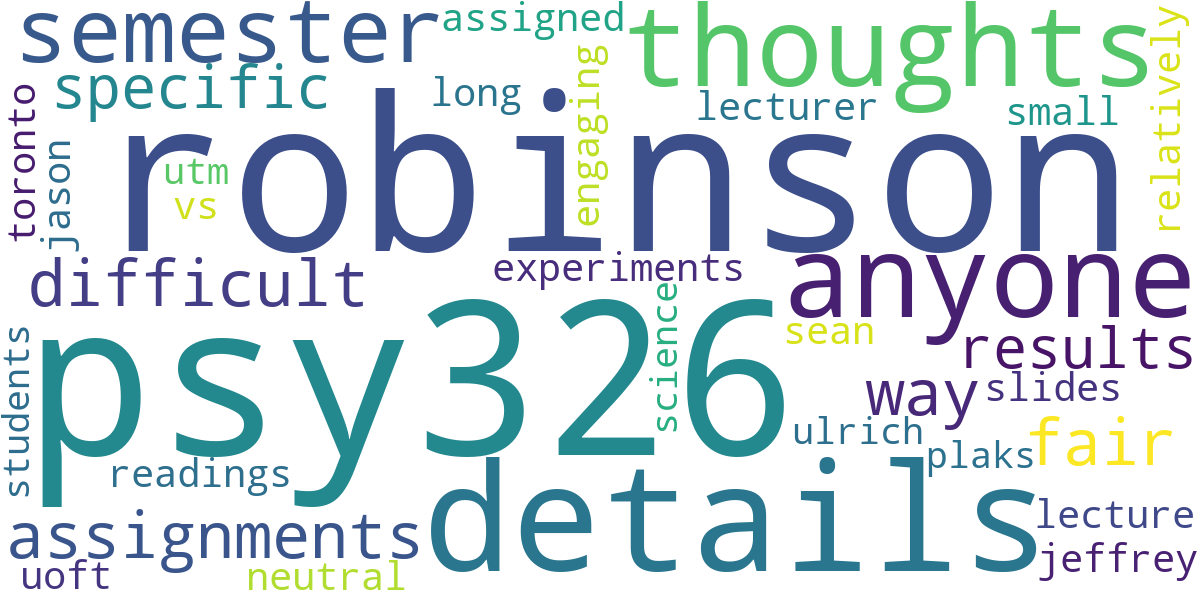 semester
assigned
thoughts
relatively
specific
long
engaging
lecturer
small
toronto
jason
utm
vs
robinson
difficult
experiments
anyone
science
sean
results
students
psy326
way
slides
ulrich
plaks
fair
readings
details
assignments
lecture
uoft
neutral
jeffrey